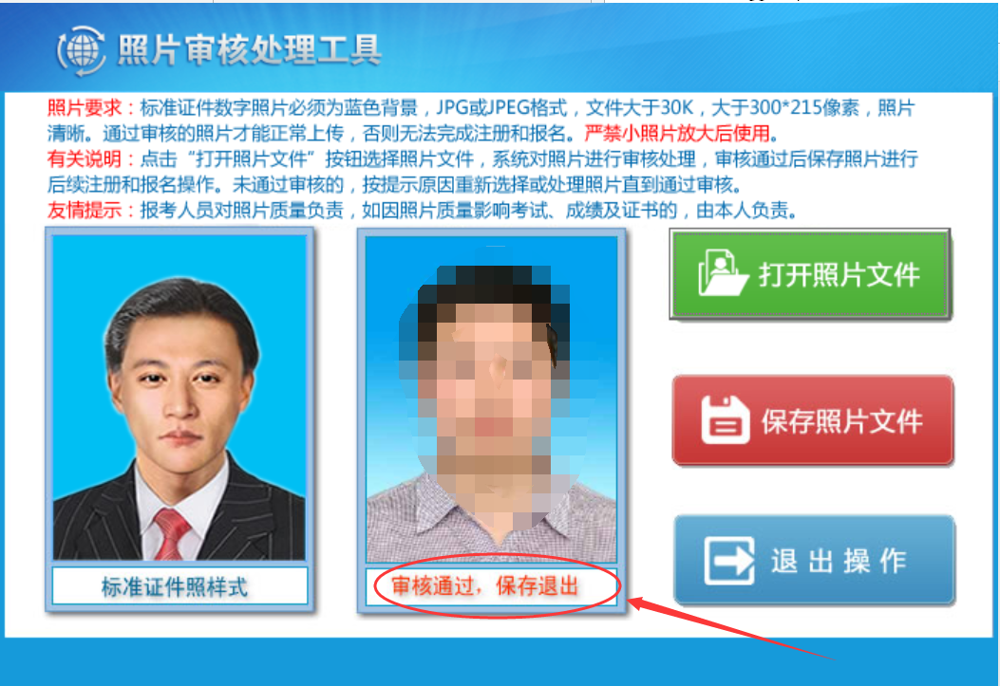 照片审核处理工具
照片要求：标准证件数字照片必须为蓝色背景，JPG或JPEG格式，文件大于30K，大于300*215像素，照片
清晰。通过审核的照片才能正常上传，否则无法完成注册和报名。严禁小照片放大后使用。
有关说明：点击“打开照片文件”按钮选择照片文件，系统对照片进行审核处理，审核通过后保存照片进行
后续注册和报名操作。未通过审核的，按提示原因重新选择或处理照片直到通过审核。
友情提示：报考人员对照片质量负责，如因照片质量影响考试、成绩及证书的，由本人负责。
打开照片文件
保存照片文件
退出操作
标准证件照样式
审核通过，保存退出